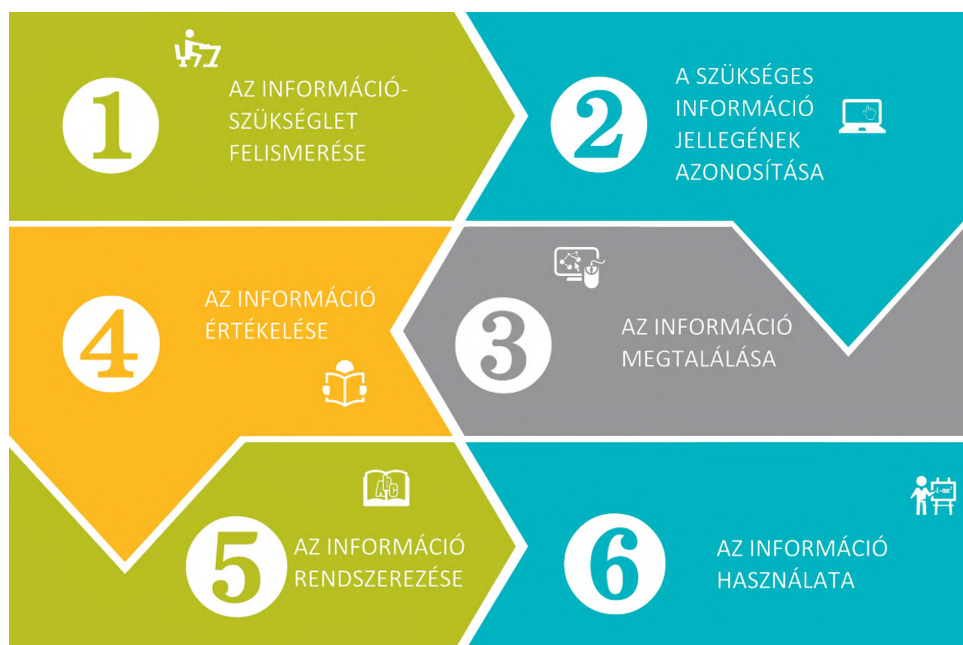 1
AZ INFORMÁCIÓ-
SZÜKSÉGLET
FELISMERÉSE
2
A SZÜKSÉGES
INFORMÁCIÓ
JELLEGÉNEK
AZONOSÍTÁSA
3
AZ INFORMÁCIÓ
MEGTALÁLÁSA
4
AZ INFORMÁCIÓ
ÉRTÉKELÉSE
5
AZ INFORMÁCIÓ
RENDSZEREZÉSE
6
AZ INFORMÁCIÓ
HASZNÁLATA